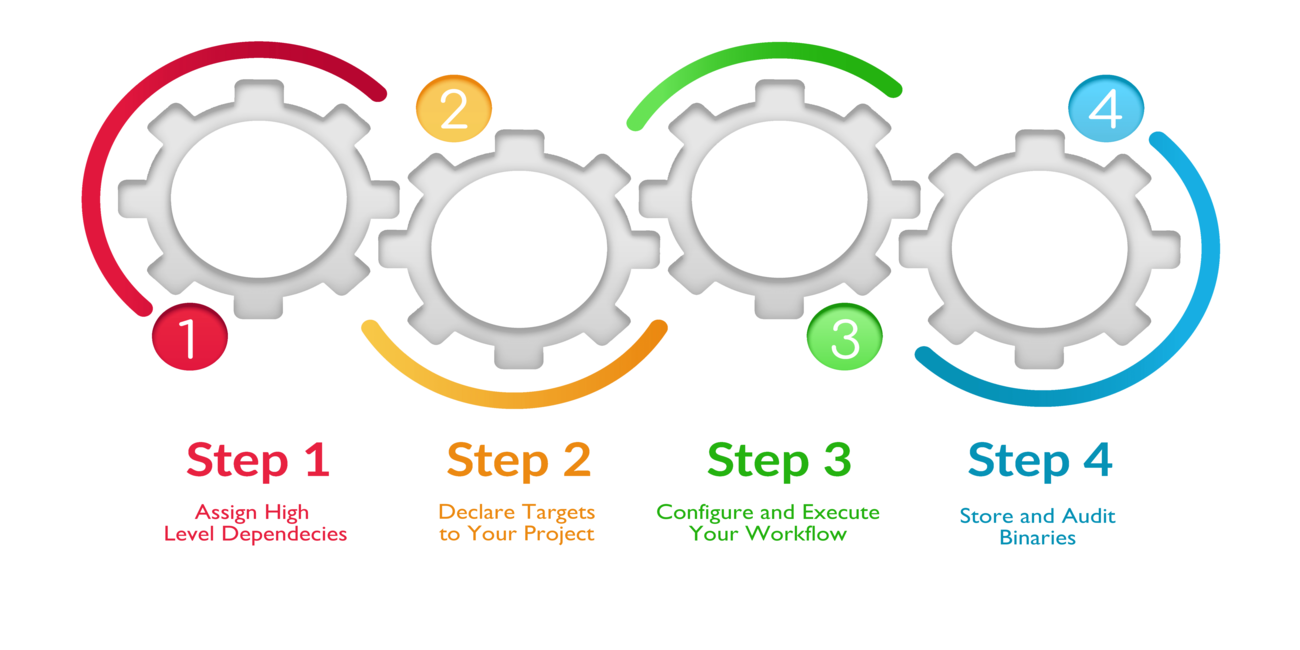 1
2
3
4
Step 1
Assign High
Level Dependecies
Step 2
Declare Targets
to Your Project
Step 3
Configure and Execute
Your Workflow
Step 4
Store and Audit
Binaries